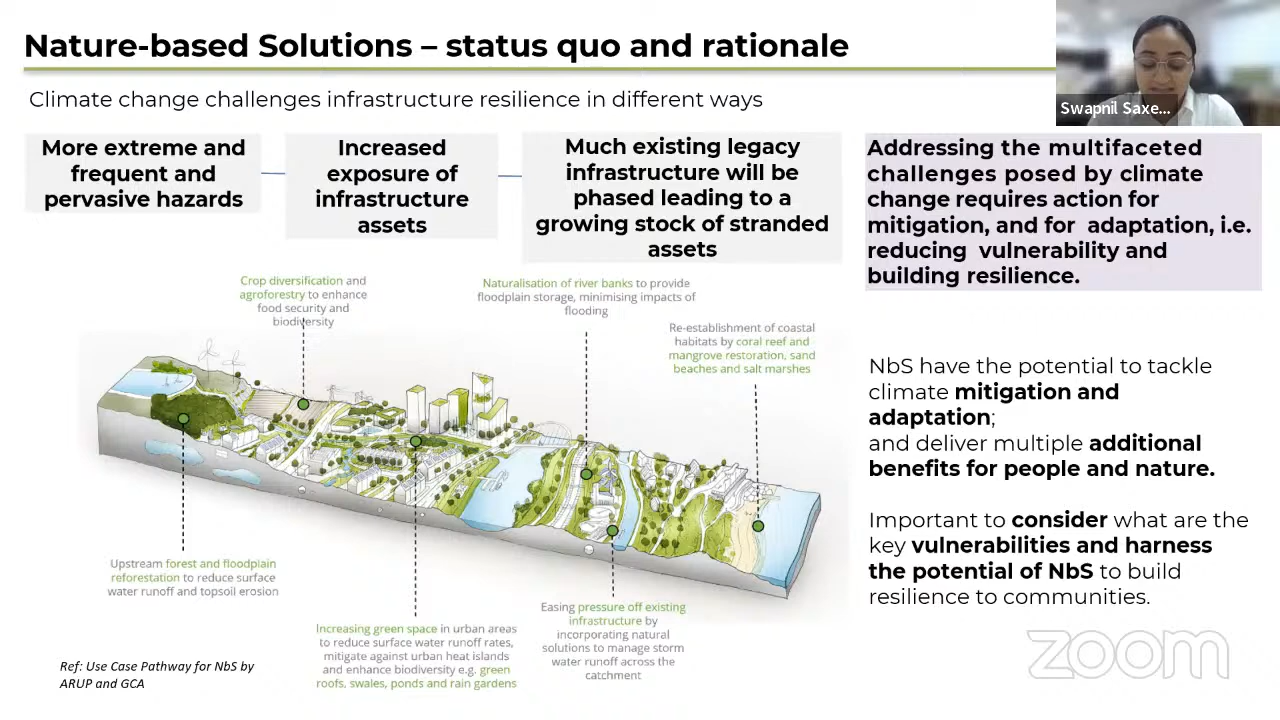 Nature-based Solutions – status quo and rationale
Swapnil Saxe...
Climate change challenges infrastructure resilience in different ways
More extreme and
frequent and
pervasive hazards
Increased
exposure of
infrastructure
assets
Much existing legacy
infrastructure will be
phased leading to a
growing stock of stranded
assets
Addressing the multifaceted
challenges posed by climate
change requires action for
mitigation, and for adaptation, i.e.
reducing vulnerability and
building resilience.
Crop diversification and
agroforestry to enhance
food security and
biodiversity
Naturalisation of river banks to provide
floodplain storage, minimising impacts of
flooding
Re-establishment of coastal
habitats by coral reef and
mangrove restoration, sand
beaches and salt marshes
NbS have the potential to tackle
climate mitigation and
adaptation;
and deliver multiple additional
benefits for people and nature.
Important to consider what are the
key vulnerabilities and harness
the potential of NbS to build
resilience to communities.
Upstream forest and floodplain
reforestation to reduce surface
water runoff and topsoil erosion
Increasing green space in urban areas
to reduce surface water runoff rates,
mitigate against urban heat islands
and enhance biodiversity e.g. green
roofs, swales, ponds and rain gardens
Easing pressure off existing
infrastructure by
incorporating natural
solutions to manage storm
water runoff across the
catchment
Ref: Use Case Pathway for NbS by
ARUP and GCA
zoom